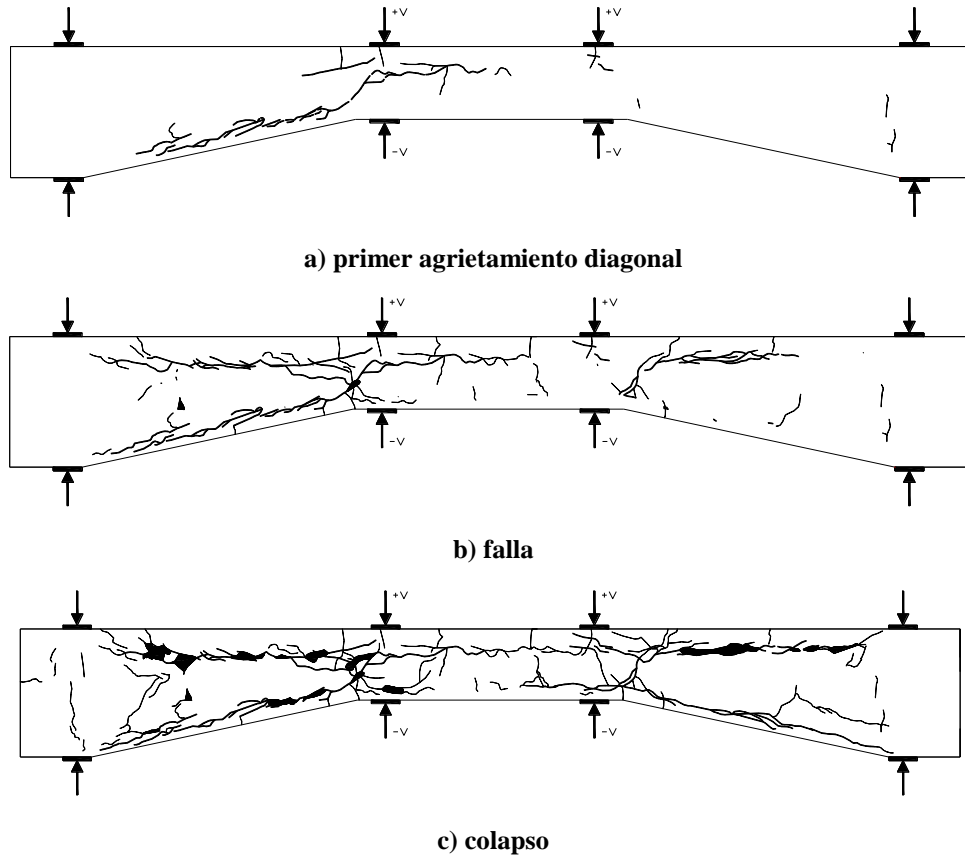 +V +V
-V -V
a) primer agrietamiento diagonal
+V +V
-V -V
b) falla
+V +V
-V -V
c) colapso